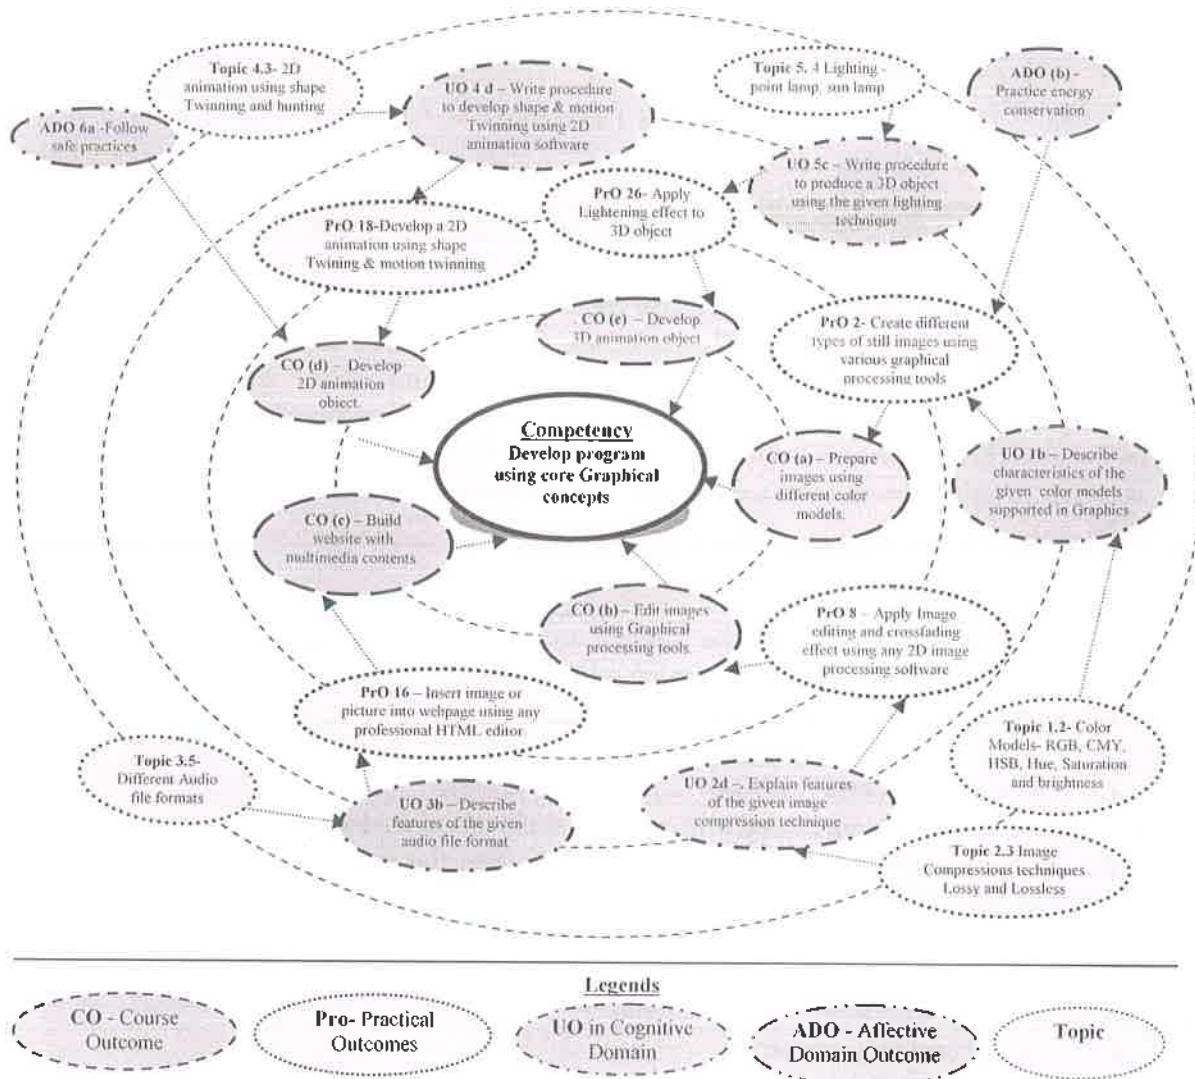 Topic 4.3- 2D
animation using shape
Twinning and hunting
UO 4 d – Write procedure
to develop shape & motion
Twinning using 2D
animation software
Topic 5. 4 Lighting -
point lamp, sun lamp
ADO (b) -
Practice energy
conservation
ADO 6a -Follow
safe practices
UO 5c – Write procedure
to produce a 3D object
using the given lighting
technique
PrO 26- Apply
Lightening effect to
3D object
PrO 18-Develop a 2D
animation using shape
Twining & motion twinning
CO (e) – Develop
3D animation object
PrO 2- Create different
types of still images using
various graphical
processing tools
CO (d) – Develop
2D animation
object.
Competency
Develop program
using core Graphical
concepts
CO (a) – Prepare
images using
different color
models.
UO 1b – Describe
characteristics of the
given color models
supported in Graphics
CO (c) – Build
website with
multimedia contents
CO (b) – Edit images
using Graphical
processing tools.
PrO 8 – Apply Image
editing and crossfading
effect using any 2D image
processing software
PrO 16 – Insert image or
picture into webpage using any
professional HTML editor
Topic 1.2- Color
Models- RGB, CMY,
HSB, Hue, Saturation
and brightness
Topic 3.5-
Different Audio
file formats
UO 3b – Describe
features of the given
audio file format
UO 2d –. Explain features
of the given image
compression technique
Topic 2.3 Image
Compressions techniques
Lossy and Lossless
Legends
CO - Course
Outcome
Pro- Practical
Outcomes
UO in Cognitive
Domain
ADO - Affective
Domain Outcome
Topic